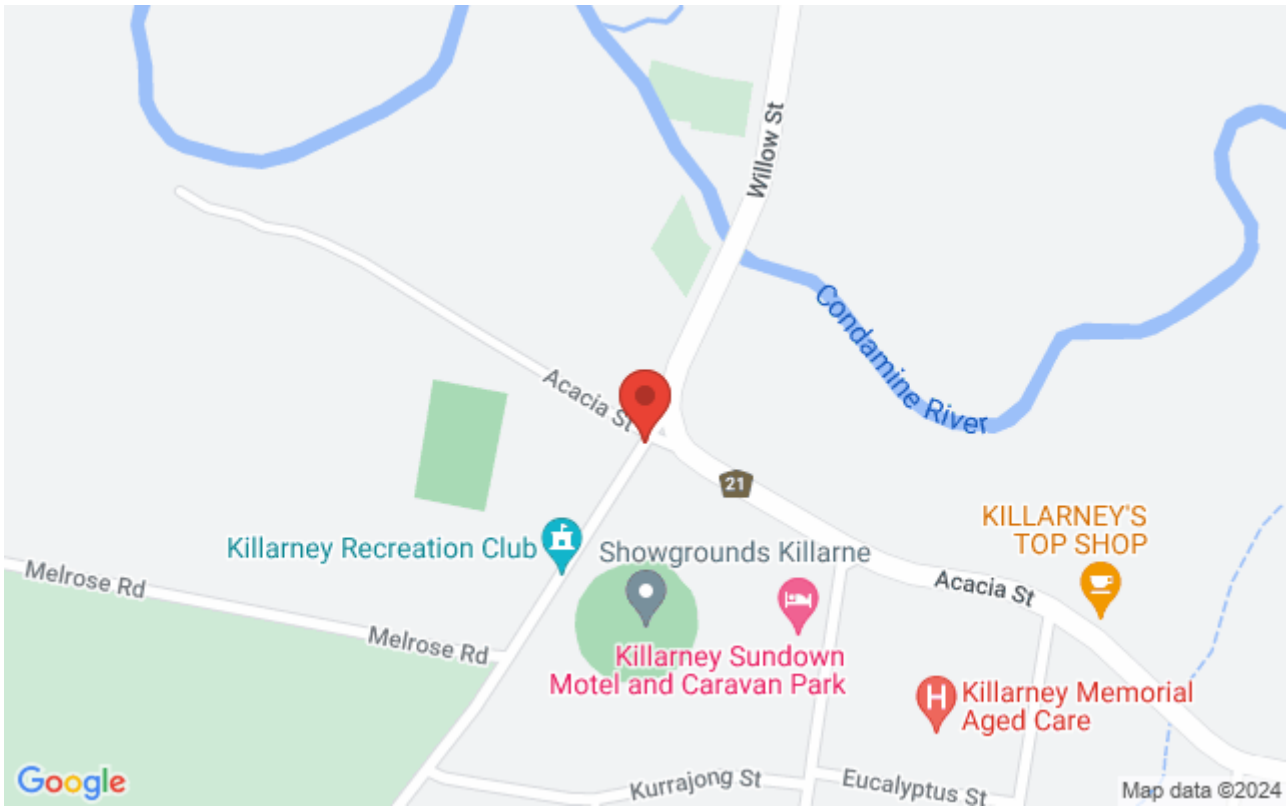 Willow St
Condamine River
Acacia St
21
KILLARNEY'S
TOP SHOP
Killarney Recreation Club
Showgrounds Killarne
Acacia St
Melrose Rd
Melrose Rd
Killarney Sundown
Motel and Caravan Park
H
Killarney Memorial
Aged Care
Kurrajong St
Eucalyptus St
Google
Map data ©2024